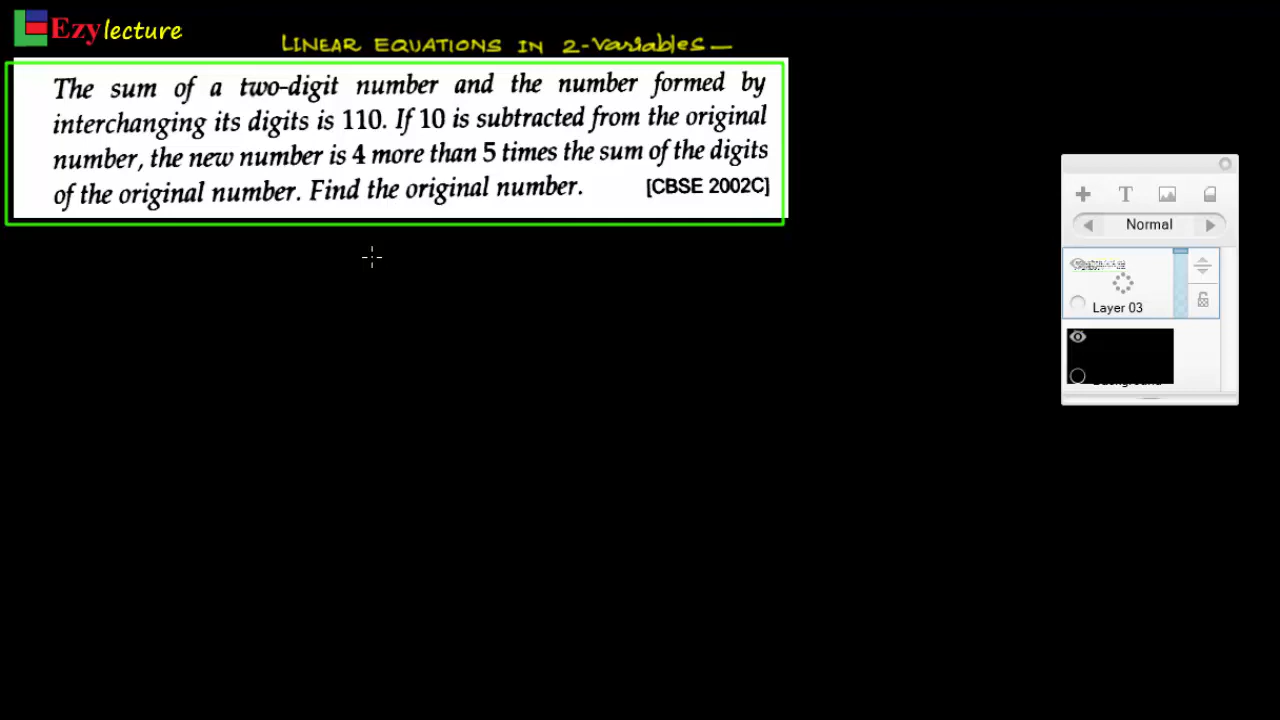 Ezylecture
LINEAR EQUATIONS IN 2-Variables —
The sum of a two-digit number and the number formed by
interchanging its digits is 110. If 10 is subtracted from the original
number, the new number is 4 more than 5 times the sum of the digits
of the original number. Find the original number. [CBSE 2002C]
T
Normal
Layer 03